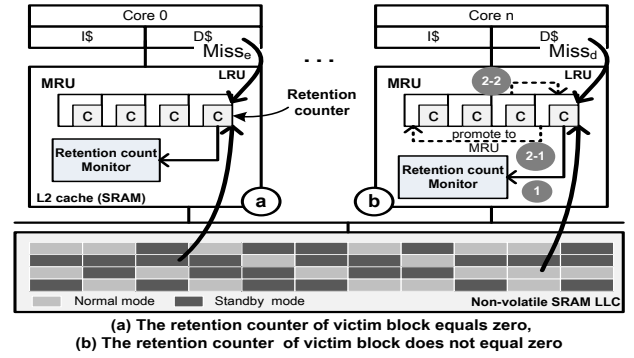 Core 0
I$ D$
Miss_e
MRU
LRU
C C C C
Retention
counter
Retention count
Monitor
L2 cache (SRAM)
a
. . .
Core n
I$ D$
Miss_d
MRU
2-2
LRU
C C C C
promote to
MRU
2-1
Retention count
Monitor
1
b
Normal mode Standby mode Non-volatile SRAM LLC
(a) The retention counter of victim block equals zero,
(b) The retention counter of victim block does not equal zero